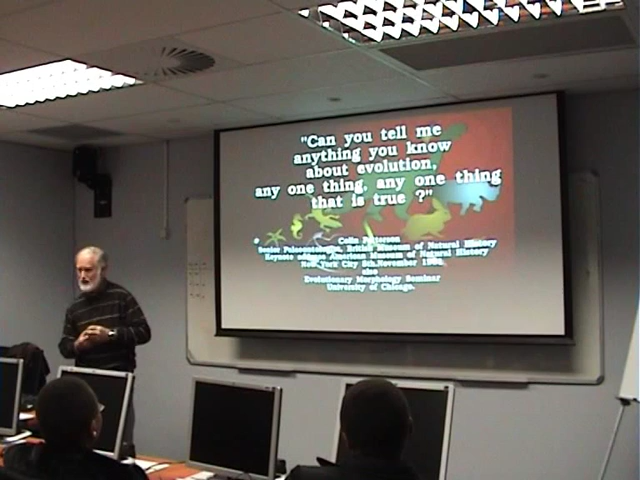 "Can you tell me
anything you know
about evolution,
any one thing, any one thing
that is true ?"
Colin Patterson
Senior Palaeontologist, British Museum of Natural History
Keynote address American Museum of Natural History
New York City 5th.November
also
Evolutionary Morphology Seminar
University of Chicago.